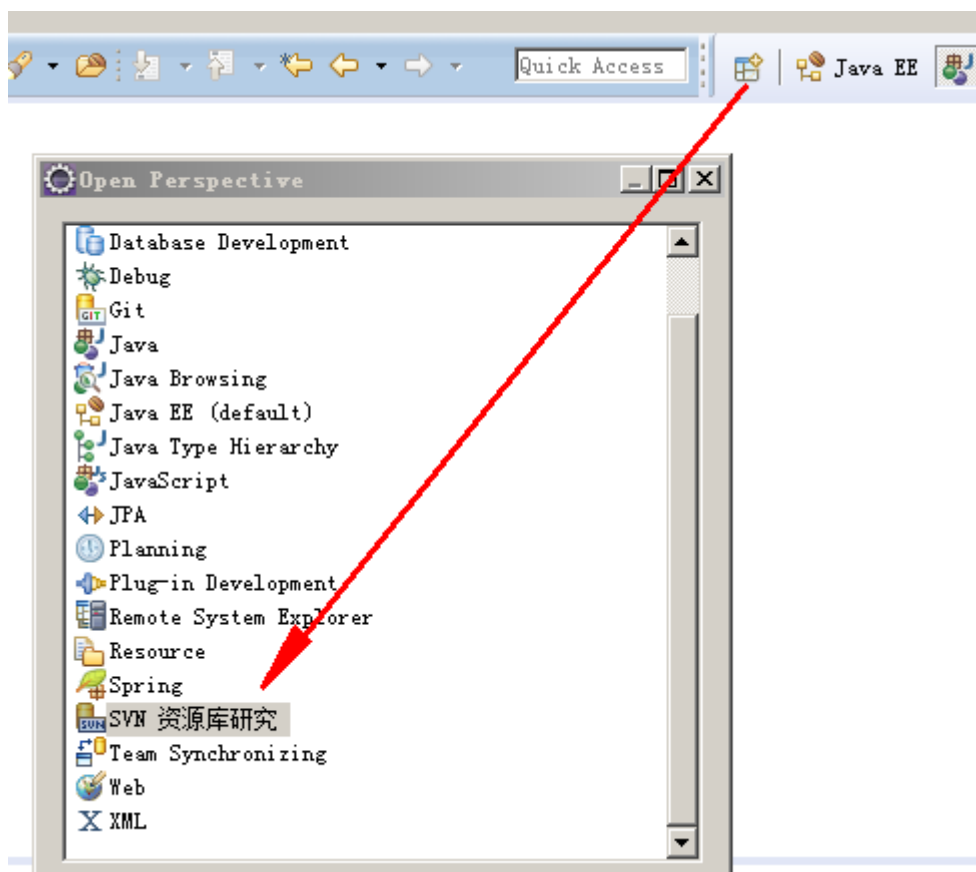 Quick Access
Java EE
Open Perspective
Database Development
Debug
GIT Git
Java
Java Browsing
Java EE (default)
Java Type Hierarchy
JavaScript
JPA
Planning
Plug-in Development
Remote System Explorer
Resource
Spring
SVN SVN 资源库研究
Team Synchronizing
Web
X XML